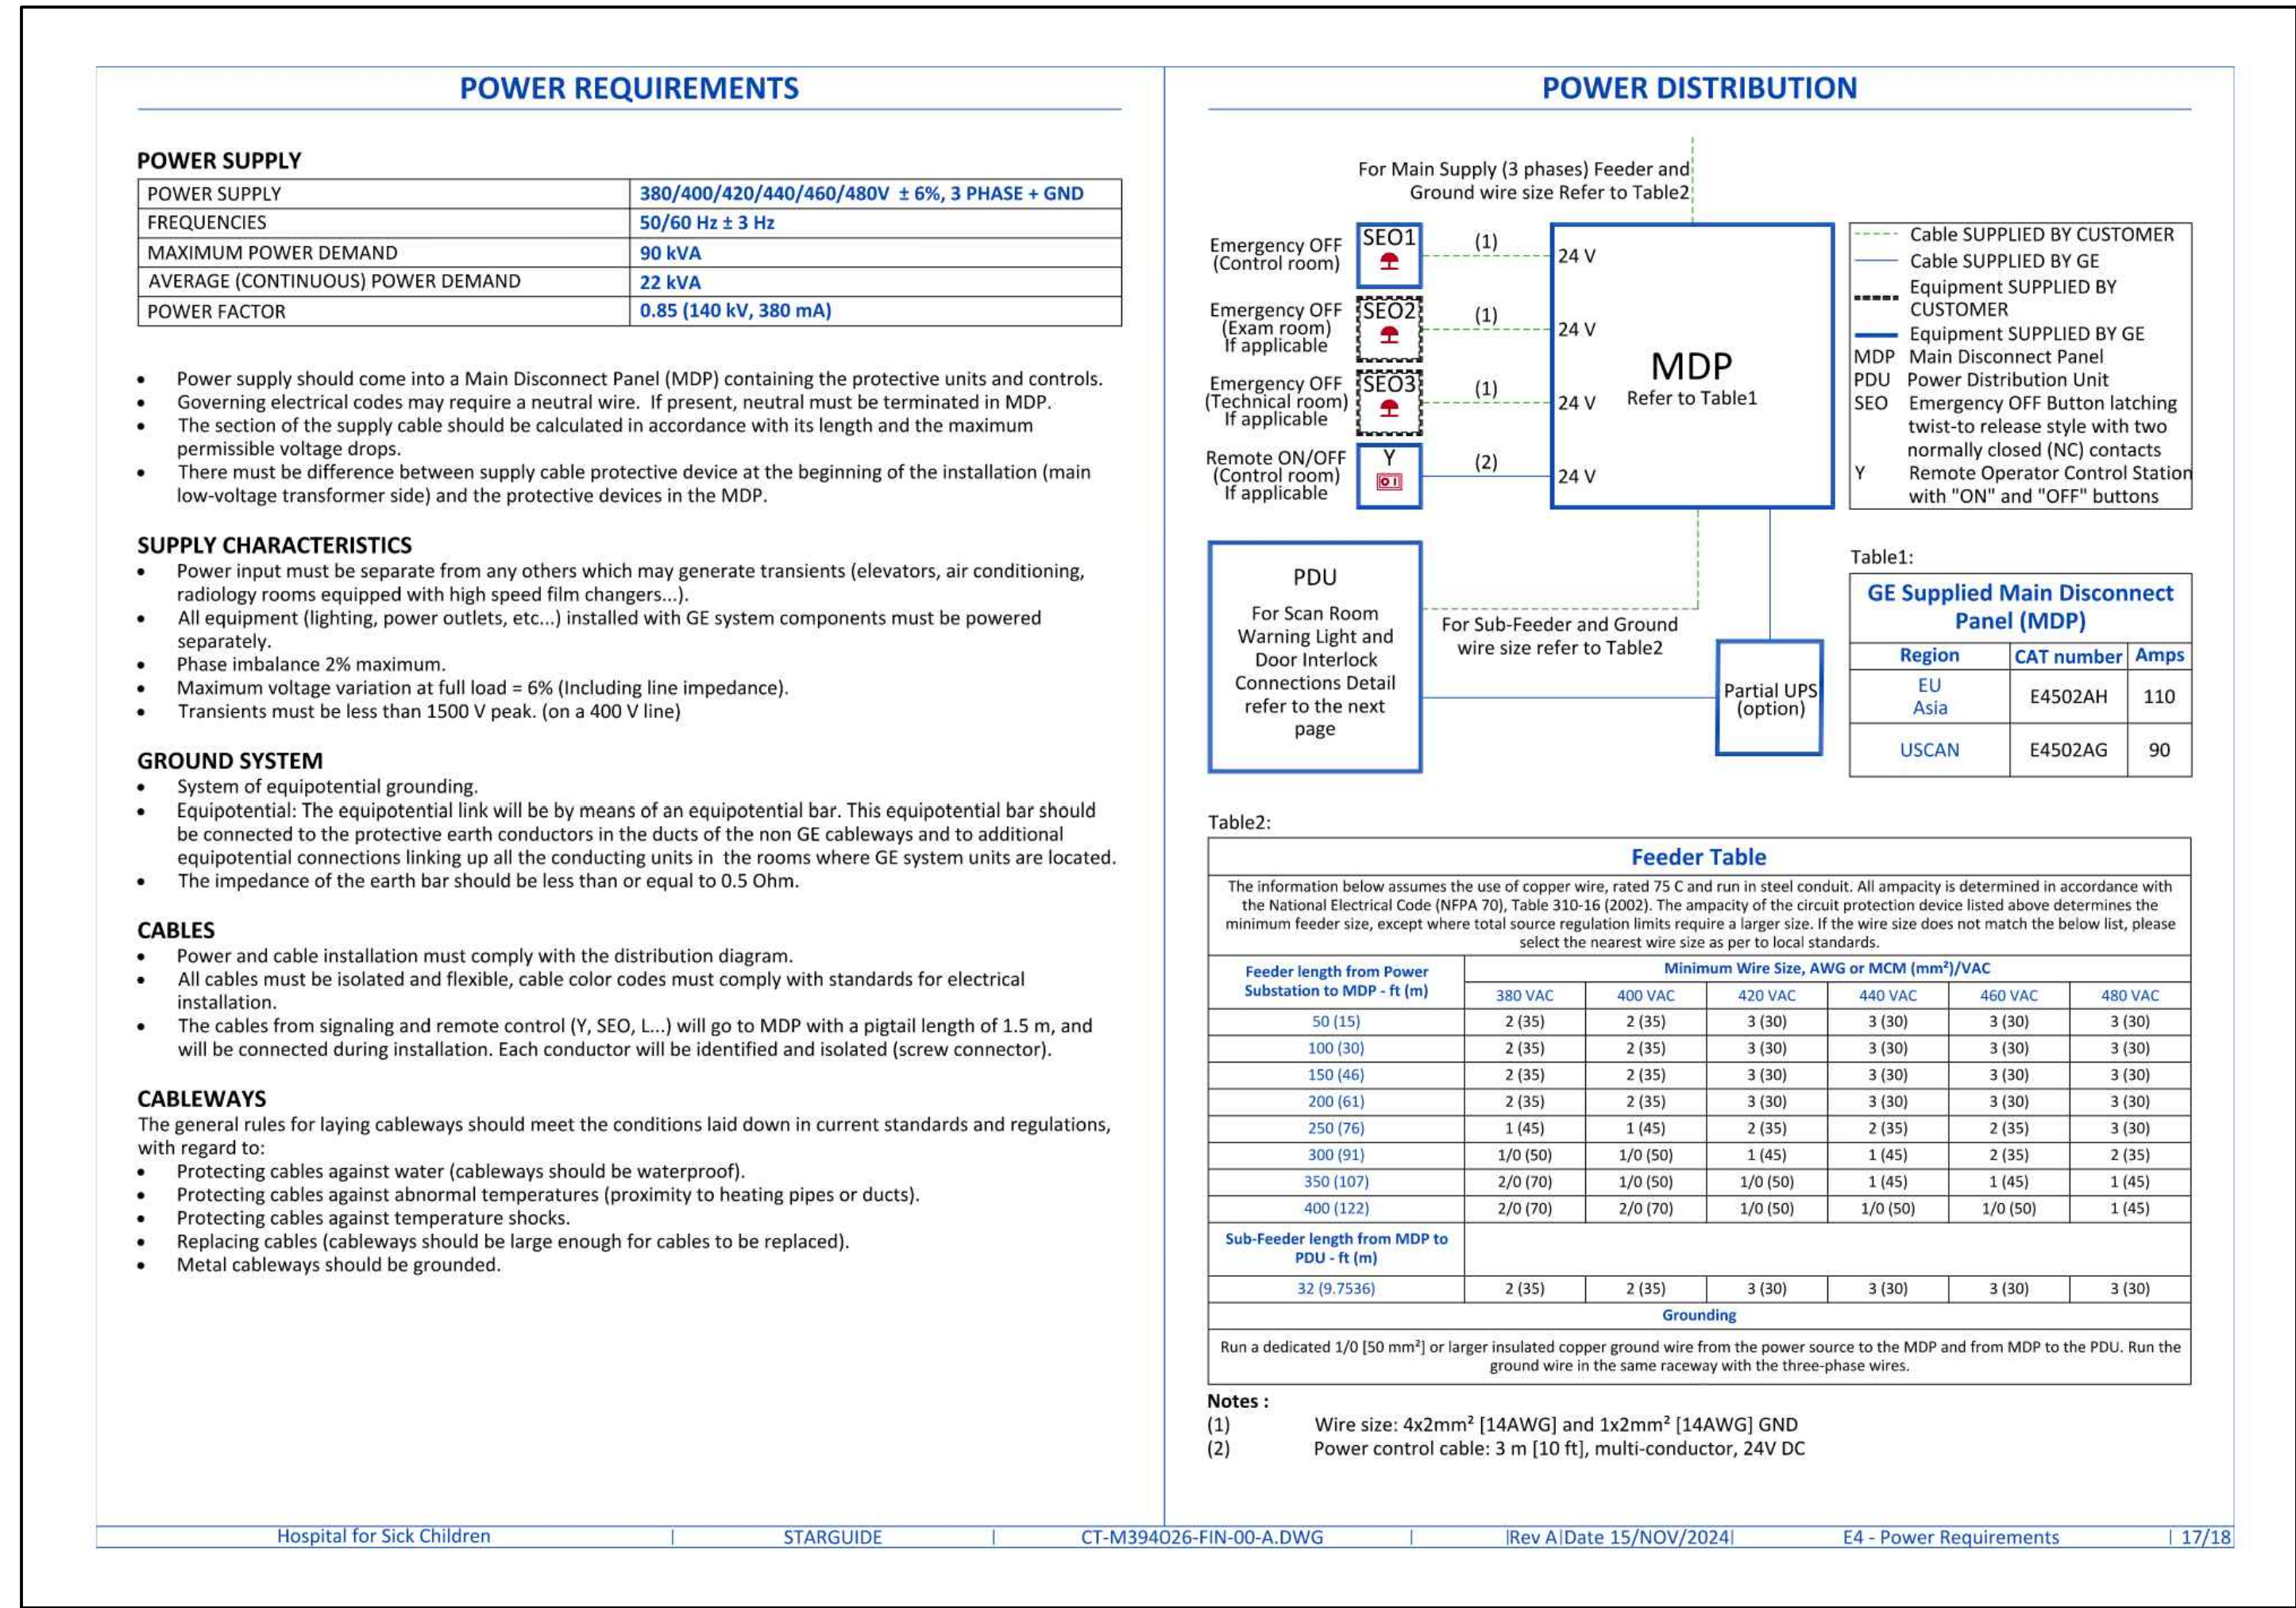 POWER REQUIREMENTS
POWER SUPPLY
POWER SUPPLY 380/400/420/440/460/480V ± 6%, 3 PHASE + GND
FREQUENCIES 50/60 Hz ± 3 Hz
MAXIMUM POWER DEMAND 90 kVA
AVERAGE (CONTINUOUS) POWER DEMAND 22 kVA
POWER FACTOR 0.85 (140 kV, 380 mA)
• Power supply should come into a Main Disconnect Panel (MDP) containing the protective units and controls.
• Governing electrical codes may require a neutral wire. If present, neutral must be terminated in MDP.
• The section of the supply cable should be calculated in accordance with its length and the maximum
permissible voltage drops.
• There must be difference between supply cable protective device at the beginning of the installation (main
low-voltage transformer side) and the protective devices in the MDP.
SUPPLY CHARACTERISTICS
• Power input must be separate from any others which may generate transients (elevators, air conditioning,
radiology rooms equipped with high speed film changers...).
• All equipment (lighting, power outlets, etc...) installed with GE system components must be powered
separately.
• Phase imbalance 2% maximum.
• Maximum voltage variation at full load = 6% (Including line impedance).
• Transients must be less than 1500 V peak. (on a 400 V line)
GROUND SYSTEM
• System of equipotential grounding.
• Equipotential: The equipotential link will be by means of an equipotential bar. This equipotential bar should
be connected to the protective earth conductors in the ducts of the non GE cableways and to additional
equipotential connections linking up all the conducting units in the rooms where GE system units are located.
• The impedance of the earth bar should be less than or equal to 0.5 Ohm.
CABLES
• Power and cable installation must comply with the distribution diagram.
• All cables must be isolated and flexible, cable color codes must comply with standards for electrical
installation.
• The cables from signaling and remote control (Y, SEO, L...) will go to MDP with a pigtail length of 1.5 m, and
will be connected during installation. Each conductor will be identified and isolated (screw connector).
CABLEWAYS
The general rules for laying cableways should meet the conditions laid down in current standards and regulations,
with regard to:
• Protecting cables against water (cableways should be waterproof).
• Protecting cables against abnormal temperatures (proximity to heating pipes or ducts).
• Protecting cables against temperature shocks.
• Replacing cables (cableways should be large enough for cables to be replaced).
• Metal cableways should be grounded.
POWER DISTRIBUTION
For Main Supply (3 phases) Feeder and
Ground wire size Refer to Table2
Emergency OFF
(Control room)
SEO1
(1)
24 V
Emergency OFF
(Exam room)
If applicable
SEO2
(1)
24 V
Emergency OFF
(Technical room)
If applicable
SEO3
(1)
24 V
Remote ON/OFF
(Control room)
If applicable
Y
(2)
24 V
MDP
Refer to Table1
Cable SUPPLIED BY CUSTOMER
Cable SUPPLIED BY GE
Equipment SUPPLIED BY
CUSTOMER
Equipment SUPPLIED BY GE
MDP Main Disconnect Panel
PDU Power Distribution Unit
SEO Emergency OFF Button latching
twist-to release style with two
normally closed (NC) contacts
Y Remote Operator Control Station
with "ON" and "OFF" buttons
PDU
For Scan Room
Warning Light and
Door Interlock
Connections Detail
refer to the next
page
For Sub-Feeder and Ground
wire size refer to Table2
Partial UPS
(option)
Table1:
GE Supplied Main Disconnect
Panel (MDP)
Region CAT number Amps
EU
Asia
E4502AH 110
USCAN E4502AG 90
Table2:
Feeder Table
The information below assumes the use of copper wire, rated 75 C and run in steel conduit. All ampacity is determined in accordance with
the National Electrical Code (NFPA 70), Table 310-16 (2002). The ampacity of the circuit protection device listed above determines the
minimum feeder size, except where total source regulation limits require a larger size. If the wire size does not match the below list, please
select the nearest wire size as per to local standards.
Feeder length from Power
Substation to MDP - ft (m)
Minimum Wire Size, AWG or MCM (mm²)/VAC
380 VAC 400 VAC 420 VAC 440 VAC 460 VAC 480 VAC
50 (15) 2 (35) 2 (35) 3 (30) 3 (30) 3 (30) 3 (30)
100 (30) 2 (35) 2 (35) 3 (30) 3 (30) 3 (30) 3 (30)
150 (46) 2 (35) 2 (35) 3 (30) 3 (30) 3 (30) 3 (30)
200 (61) 2 (35) 2 (35) 3 (30) 3 (30) 3 (30) 3 (30)
250 (76) 1 (45) 1 (45) 2 (35) 2 (35) 2 (35) 3 (30)
300 (91) 1/0 (50) 1/0 (50) 1 (45) 1 (45) 2 (35) 2 (35)
350 (107) 2/0 (70) 1/0 (50) 1/0 (50) 1 (45) 1 (45) 1 (45)
400 (122) 2/0 (70) 2/0 (70) 1/0 (50) 1/0 (50) 1/0 (50) 1 (45)
Sub-Feeder length from MDP to
PDU - ft (m)
32 (9.7536) 2 (35) 2 (35) 3 (30) 3 (30) 3 (30) 3 (30)
Grounding
Run a dedicated 1/0 [50 mm²] or larger insulated copper ground wire from the power source to the MDP and from MDP to the PDU. Run the
ground wire in the same raceway with the three-phase wires.
Notes :
(1) Wire size: 4x2mm² [14AWG] and 1x2mm² [14AWG] GND
(2) Power control cable: 3 m [10 ft], multi-conductor, 24V DC
Hospital for Sick Children | STARGUIDE | CT-M394026-FIN-00-A.DWG | |Rev A|Date 15/NOV/2024| E4 - Power Requirements | 17/18